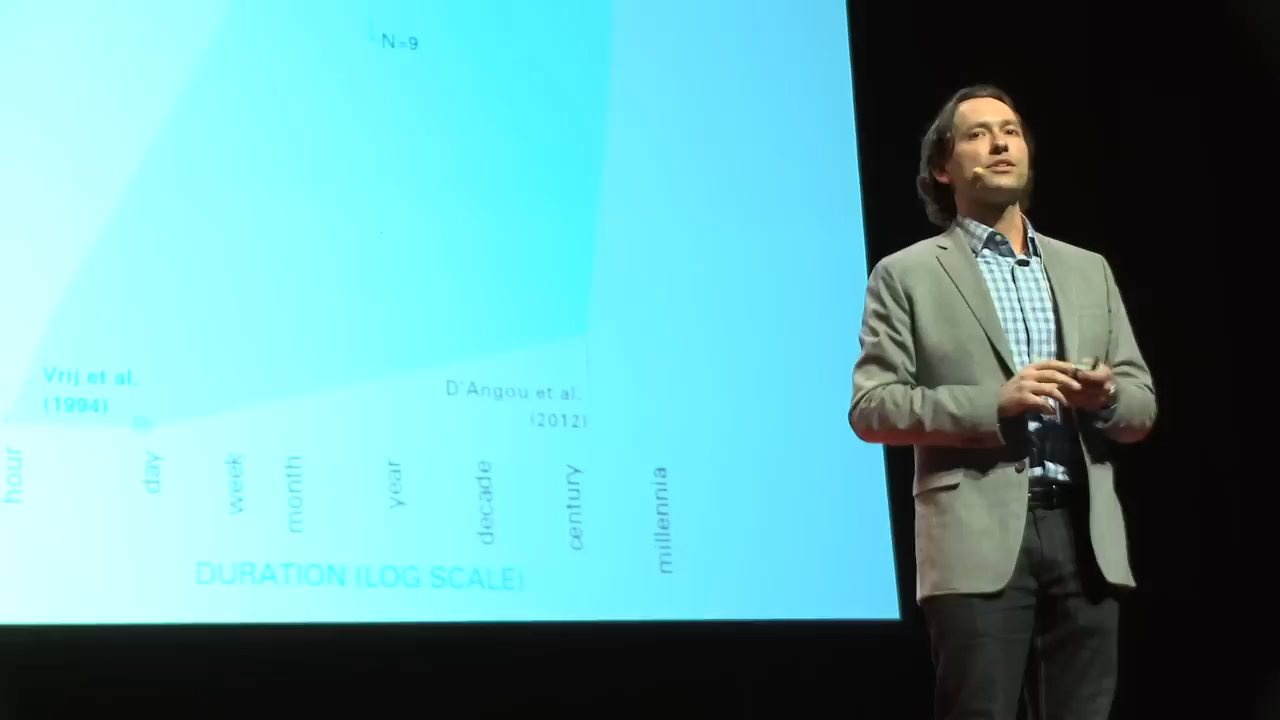 N=9
Vrij et al.
(1994)
D'Angou et al.
(2012)
hour
day
week
month
year
decade
century
millennia
DURATION (LOG SCALE)